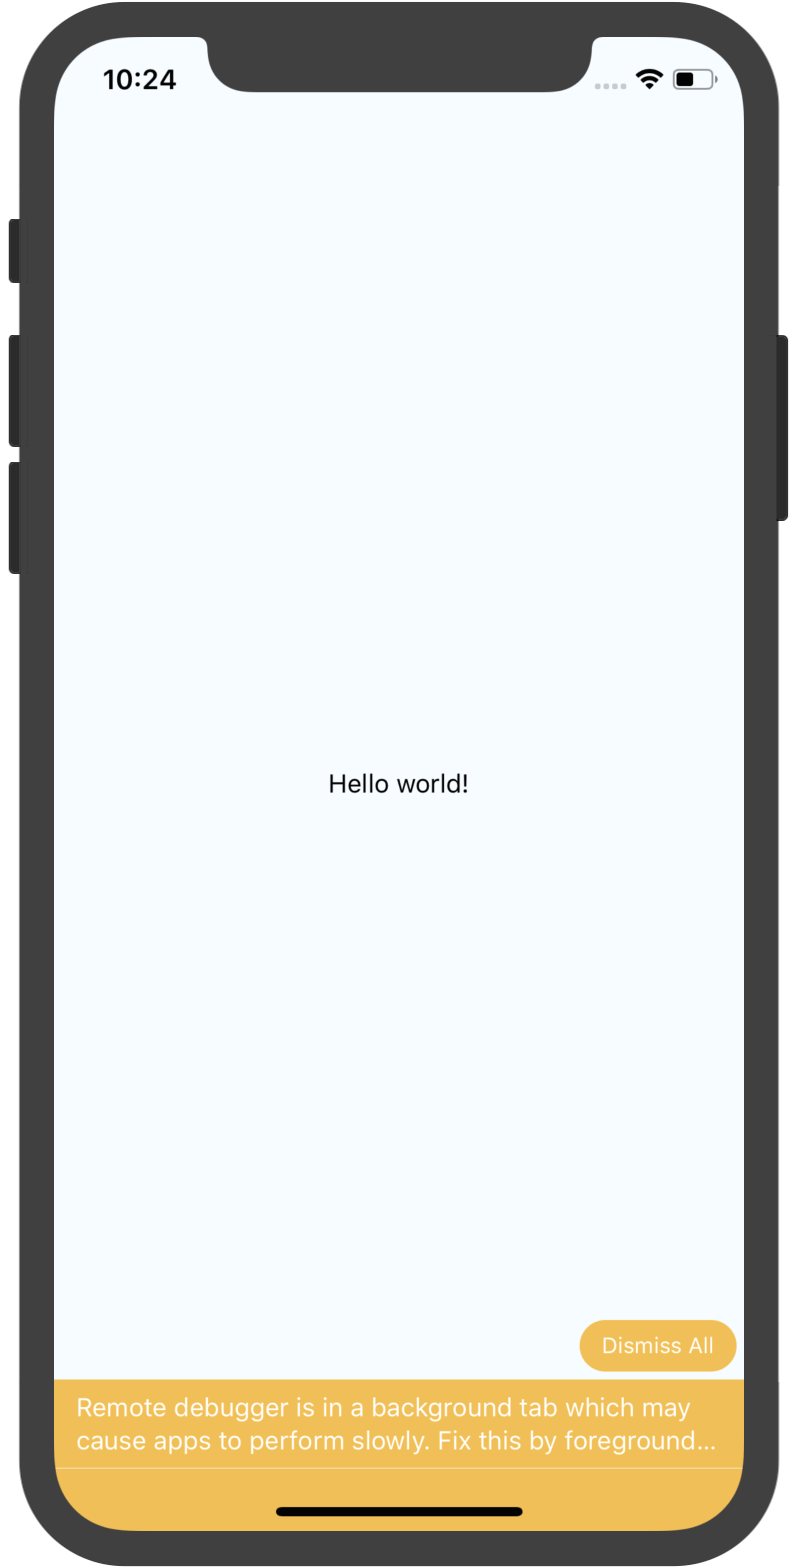 10:24
Hello world!
Dismiss All
Remote debugger is in a background tab which may
cause apps to perform slowly. Fix this by foreground...